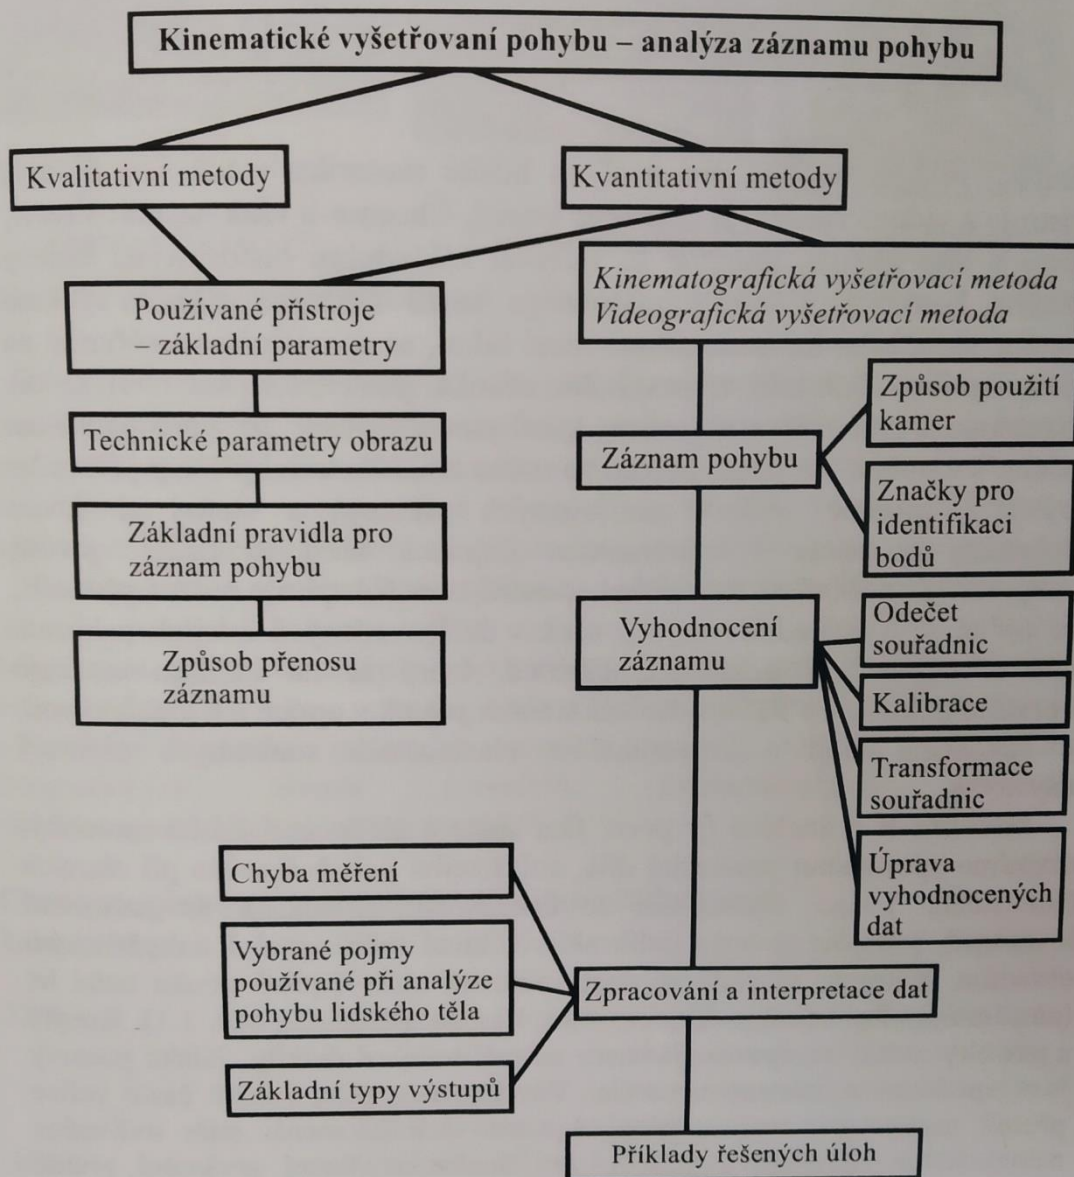 Kinematické vyšetřovaní pohybu – analýza záznamu pohybu
Kvalitativní metody
Kvantitativní metody
Používané přístroje
– základní parametry
Kinematografická vyšetřovací metoda
Videografická vyšetřovací metoda
Technické parametry obrazu
Záznam pohybu
Způsob použití
kamer
Značky pro
identifikaci
bodů
Základní pravidla pro
záznam pohybu
Způsob přenosu
záznamu
Vyhodnocení
záznamu
Odečet
souřadnic
Kalibrace
Transformace
souřadnic
Úprava
vyhodnocených
dat
Chyba měření
Vybrané pojmy
používané při analýze
pohybu lidského těla
Základní typy výstupů
Zpracování a interpretace dat
Příklady řešených úloh